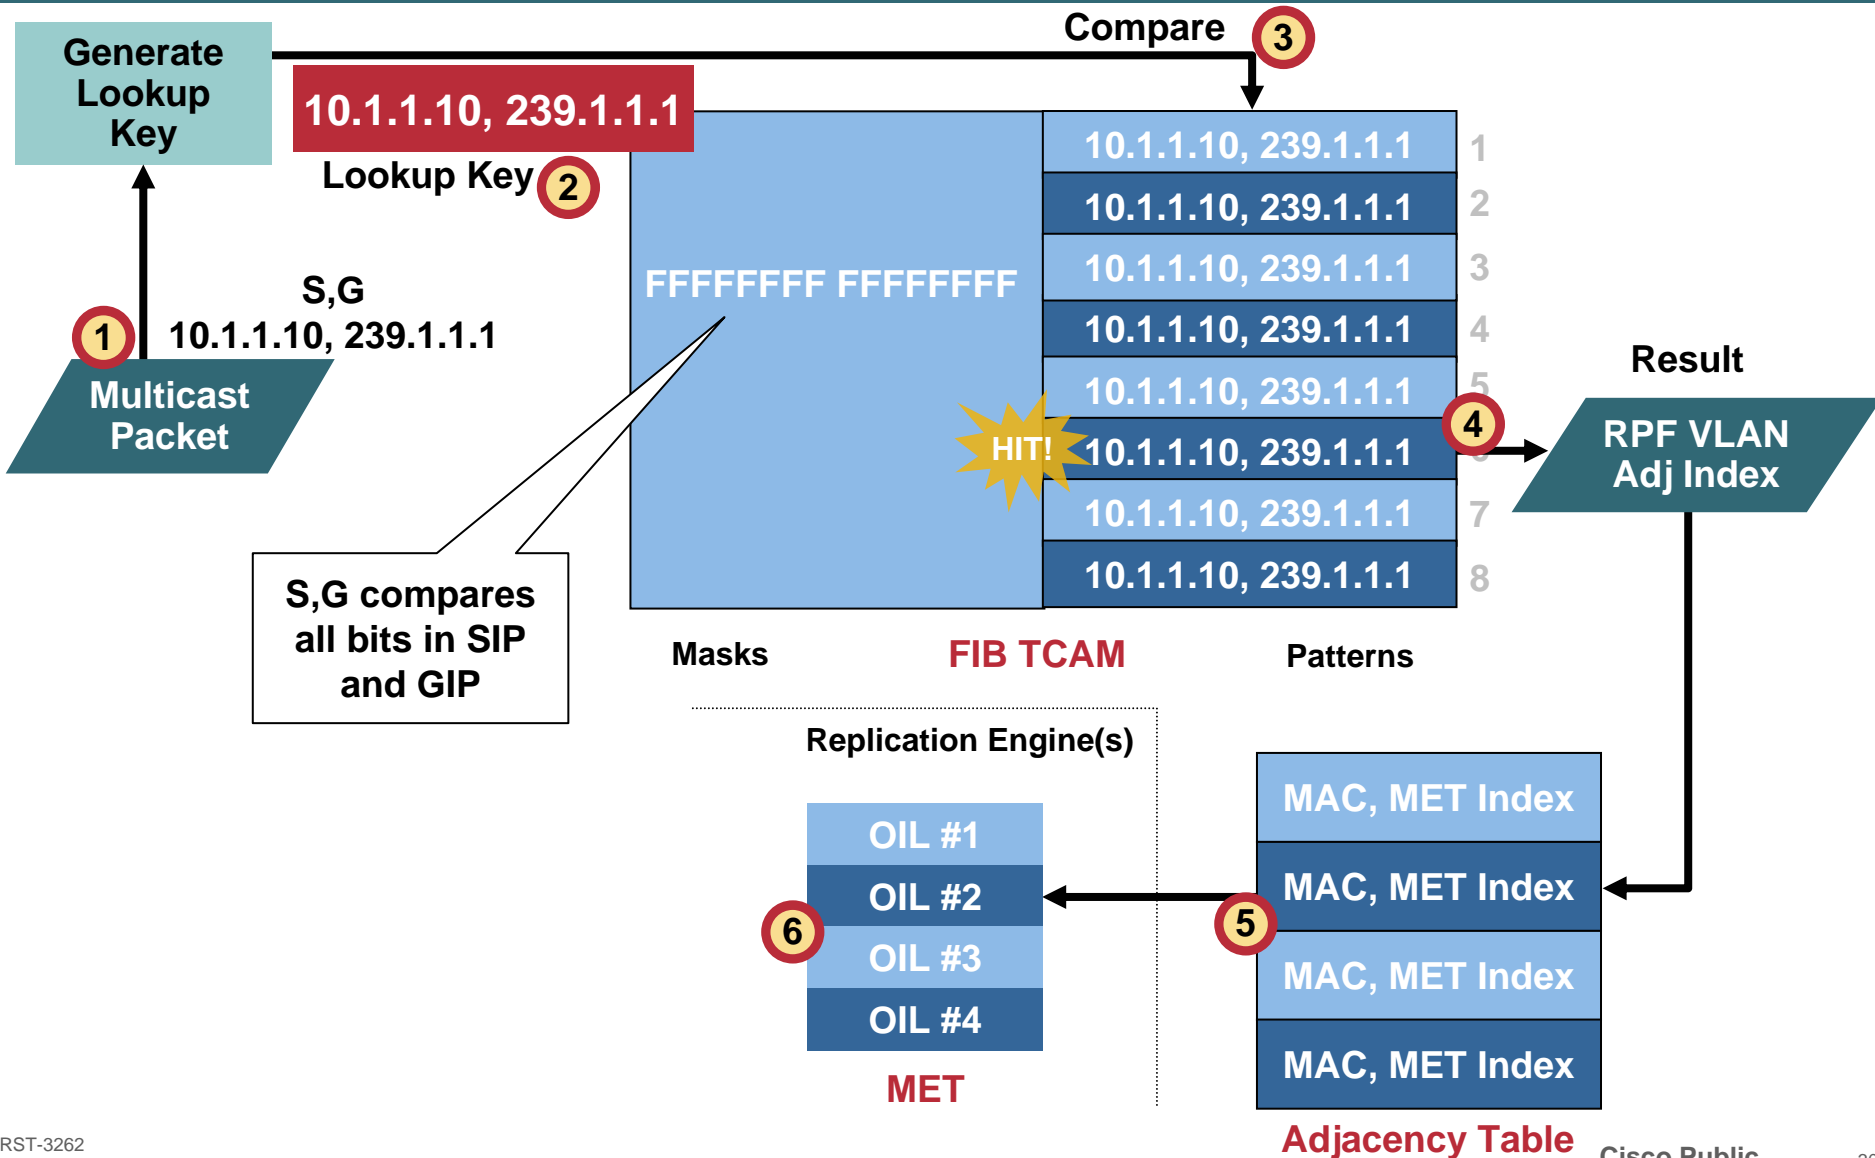 Generate
Lookup
Key
Compare
3
10.1.1.10, 239.1.1.1
Lookup Key
2
S,G
10.1.1.10, 239.1.1.1
1
Multicast
Packet
FFFFFFFF FFFFFFFF
10.1.1.10, 239.1.1.1
1
10.1.1.10, 239.1.1.1
2
10.1.1.10, 239.1.1.1
3
10.1.1.10, 239.1.1.1
4
10.1.1.10, 239.1.1.1
5
HIT!
10.1.1.10, 239.1.1.1
4
10.1.1.10, 239.1.1.1
7
10.1.1.10, 239.1.1.1
8
Result
RPF VLAN
Adj Index
S,G compares
all bits in SIP
and GIP
Masks
FIB TCAM
Patterns
Replication Engine(s)
OIL #1
OIL #2
OIL #3
OIL #4
6
MET
MAC, MET Index
MAC, MET Index
5
MAC, MET Index
MAC, MET Index
Adjacency Table
RST-3262
Cisco Public